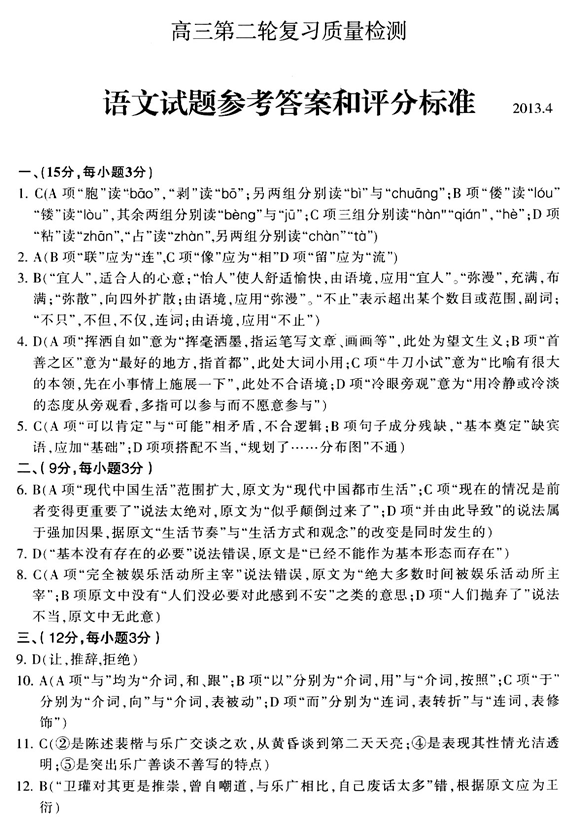 高三第二轮复习质量检测
语文试题参考答案和评分标准 2013.4
一、(15分,每小题3分)
1. C(A 项“胞”读“bāo”,“剥”读“bō”;另两组分别读“bì”与“chuāng”;B 项“偻”读“lóu”
“镂”读“lòu”,其余两组分别读“bèng”与“jū”;C 项三组分别读“hàn”“qián”,“hè”;D 项
“粘”读“zhān”,“占”读“zhàn”,另两组分别读“chàn”“tà”)
2. A(B 项“联”应为“连”,C 项“像”应为“相”D 项“留”应为“流”)
3. B(“宜人”,适合人的心意;“怡人”使人舒适愉快,由语境,应用“宜人”。“弥漫”,充满,布
满;“弥散”,向四外扩散;由语境,应用“弥漫”。“不止”表示超出某个数目或范围,副词;
“不只”,不但,不仅,连词;由语境,应用“不止”)
4. D(A 项“挥洒自如”意为“挥毫洒墨,指运笔写文章、画画等”,此处为望文生义;B 项“首
善之区”意为“最好的地方,指首都”,此处大词小用;C 项“牛刀小试”意为“比喻有很大
的本领,先在小事情上施展一下”,此处不合语境;D 项“冷眼旁观”意为“用冷静或冷淡
的态度从旁观看,多指可以参与而不愿意参与”)
5. C(A 项“可以肯定”与“可能”相矛盾,不合逻辑;B 项句子成分残缺,“基本奠定”缺宾
语,应加“基础”;D 项项搭配不当,“规划了……分布图”不通)
二、(9分,每小题3分)
6. B(A 项“现代中国生活”范围扩大,原文为“现代中国都市生活”;C 项“现在的情况是前
者变得更重要了”说法太绝对,原文为“似乎颠倒过来了”;D 项“并由此导致”的说法属
于强加因果,据原文“生活节奏”与“生活方式和观念”的改变是同时发生的)
7. D(“基本没有存在的必要”说法错误,原文是“已经不能作为基本形态而存在”)
8. C(A 项“完全被娱乐活动所主宰”说法错误,原文为“绝大多数时间被娱乐活动所主
宰”;B 项原文中没有“人们没必要对此感到不安”之类的意思;D 项“人们抛弃了”说法
不当,原文中无此意)
三、(12分,每小题3分)
9. D(让,推辞,拒绝)
10. A(A“与”均为“介词,和、跟”;B 项“以”分别为“介词,用”与“介词,按照”;C 项“于”
分别为“介词,向”与“介词,表被动”;D 项“而”分别为“连词,表转折”与“连词,表修
饰”)
11. C(②是陈述裴楷与乐广交谈之欢,从黄昏谈到第二天天亮;④是表现其性情光洁透
明;⑤是突出乐广善谈不善写的特点)
12. B(“卫瓘对其更是推崇,曾自嘲道,与乐广相比,自己废话太多”错,根据原文应为王
衍)